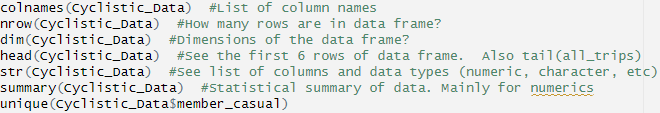 colnames(Cyclistic_Data)  #List of column names
nrow(Cyclistic_Data)  #How many rows are in data frame?
dim(Cyclistic_Data)  #Dimensions of the data frame?
head(Cyclistic_Data)  #See the first 6 rows of data frame.  Also tail(all_trips)
str(Cyclistic_Data)  #See list of columns and data types (numeric, character, etc)
summary(Cyclistic_Data)  #Statistical summary of data. Mainly for numerics
unique(Cyclistic_Data$member_casual)